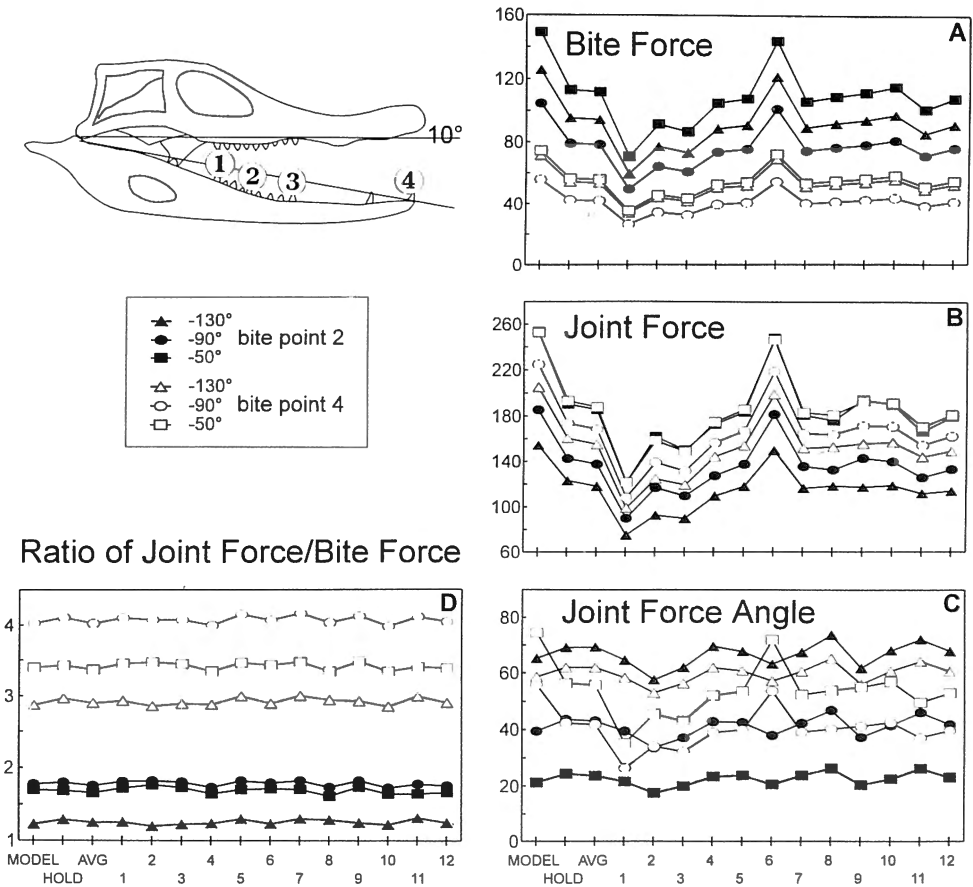 10°
1
2
3
4
-130°
-90° bite point 2
-50°
-130°
-90° bite point 4
-50°
A
Bite Force
160
120
80
40
0
B
Joint Force
260
220
180
140
100
60
Ratio of Joint Force/Bite Force
D
4
3
2
1
MODEL AVG 2 4 6 8 10 12
HOLD 1 3 5 7 9 11
C
Joint Force Angle
80
60
40
20
0
MODEL AVG 2 4 6 8 10 12
HOLD 1 3 5 7 9 11